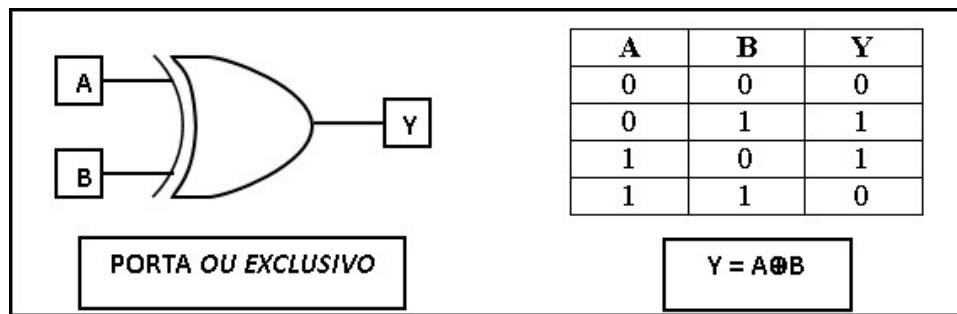 A
B
Y
PORTA OU EXCLUSIVO
A B Y
0 0 0
0 1 1
1 0 1
1 1 0
Y = A⊕B